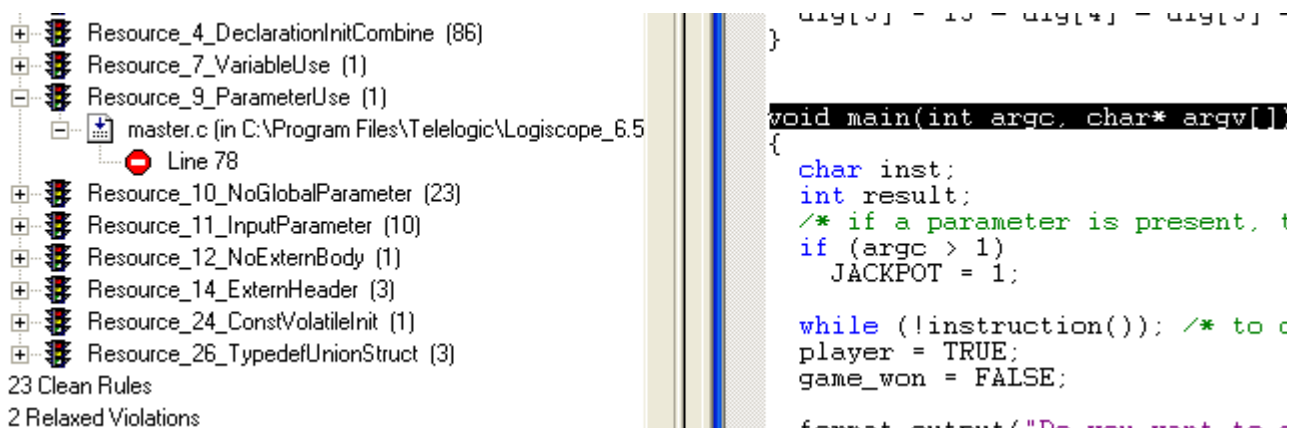 Resource_4_DeclarationInitCombine (86)
Resource_7_VariableUse (1)
Resource_9_ParameterUse (1)
master.c (in C:\Program Files\Telelogic\Logiscope_6.5
Line 78
Resource_10_NoGlobalParameter (23)
Resource_11_InputParameter (10)
Resource_12_NoExternBody (1)
Resource_14_ExternHeader (3)
Resource_24_ConstVolatileInit (1)
Resource_26_TypedefUnionStruct (3)
23 Clean Rules
2 Relaxed Violations
}
void main(int argc, char* argv[])
{
char inst;
int result;
/* if a parameter is present,
if (argc > 1)
JACKPOT = 1;
while (!instruction()); /* to
player = TRUE;
game_won = FALSE;